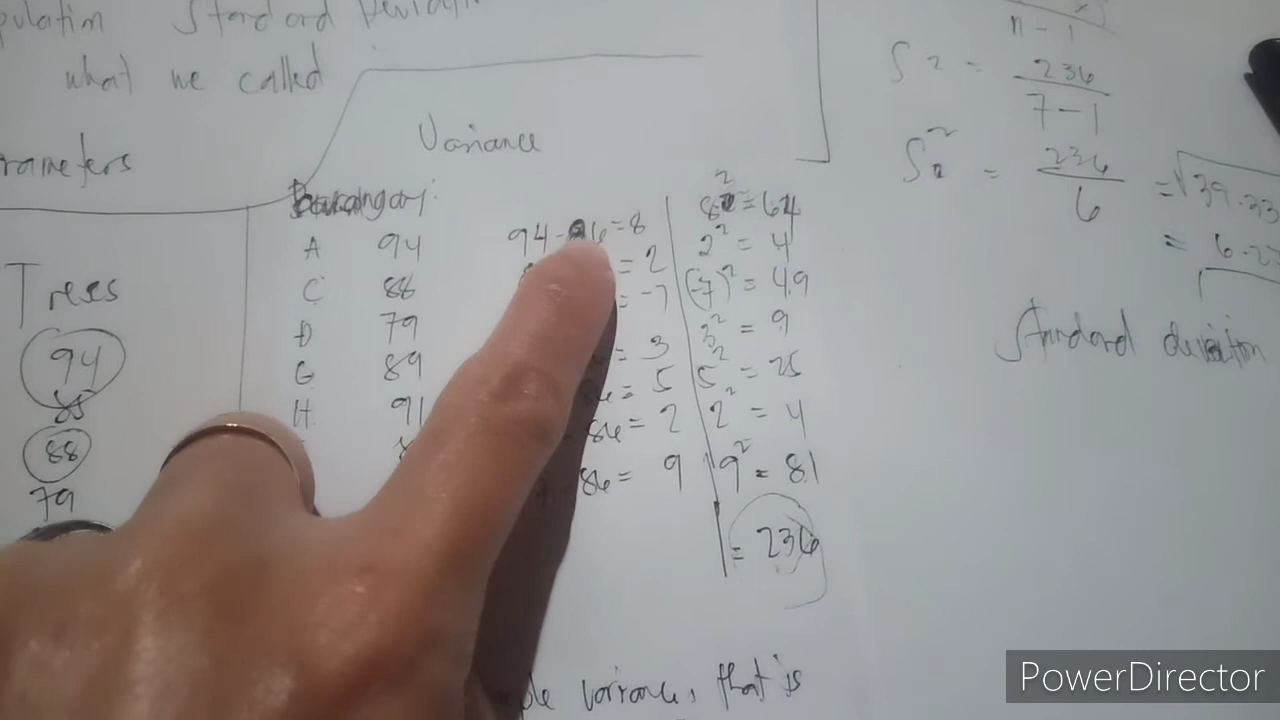 Standard
what we called
Variance
Barangay:
A 94 94-86=8 8²=64
C 88 = 2 2² = 4
D 79 = -7 (-7)² = 49
G 89 = 3 3² = 9
H 91 = 5 5² = 25
86 = 2 2² = 4
86 = 9 9² = 81
= 236
Trees
94
85
88
79
n-1
S2 = 236
7-1
S² = 236
6
= √39.33
= 6.27
Standard deviation
variance, that is
PowerDirector